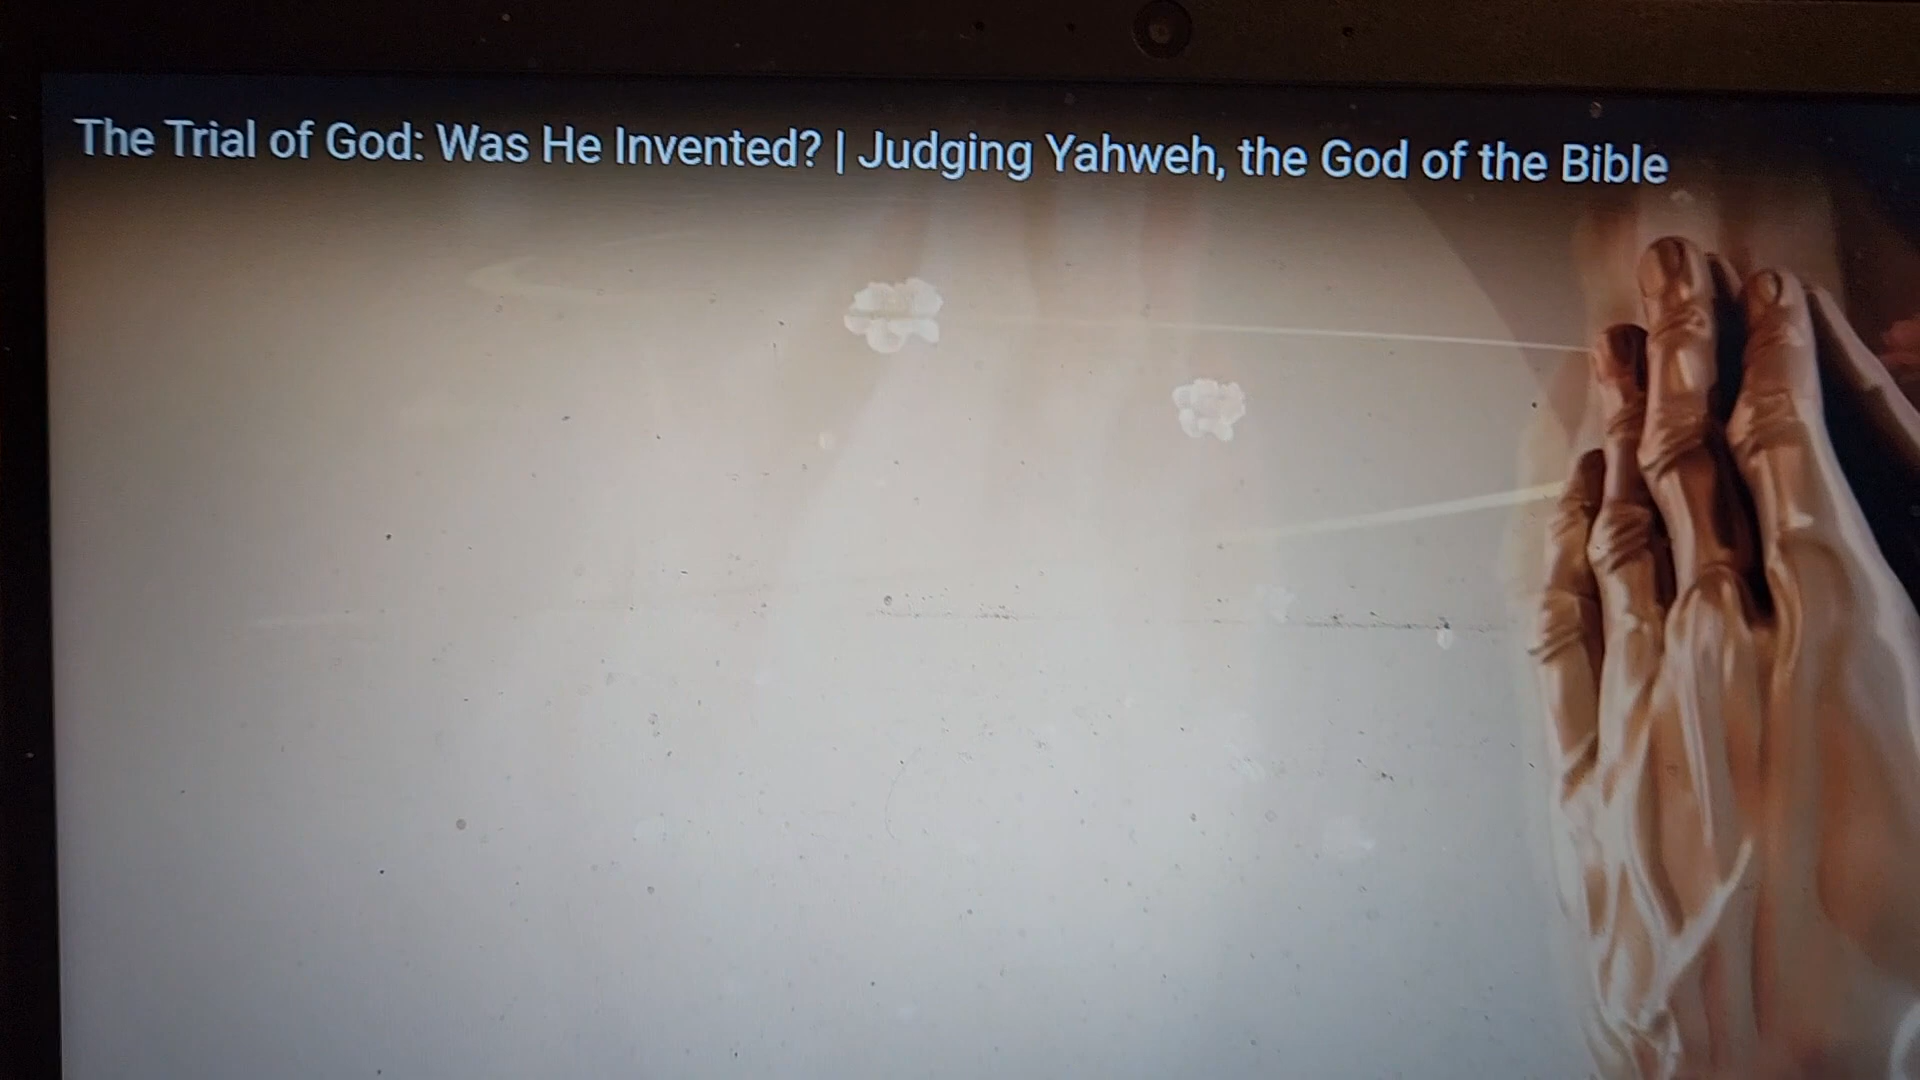 The Trial of God: Was He Invented? | Judging Yahweh, the God of the Bible